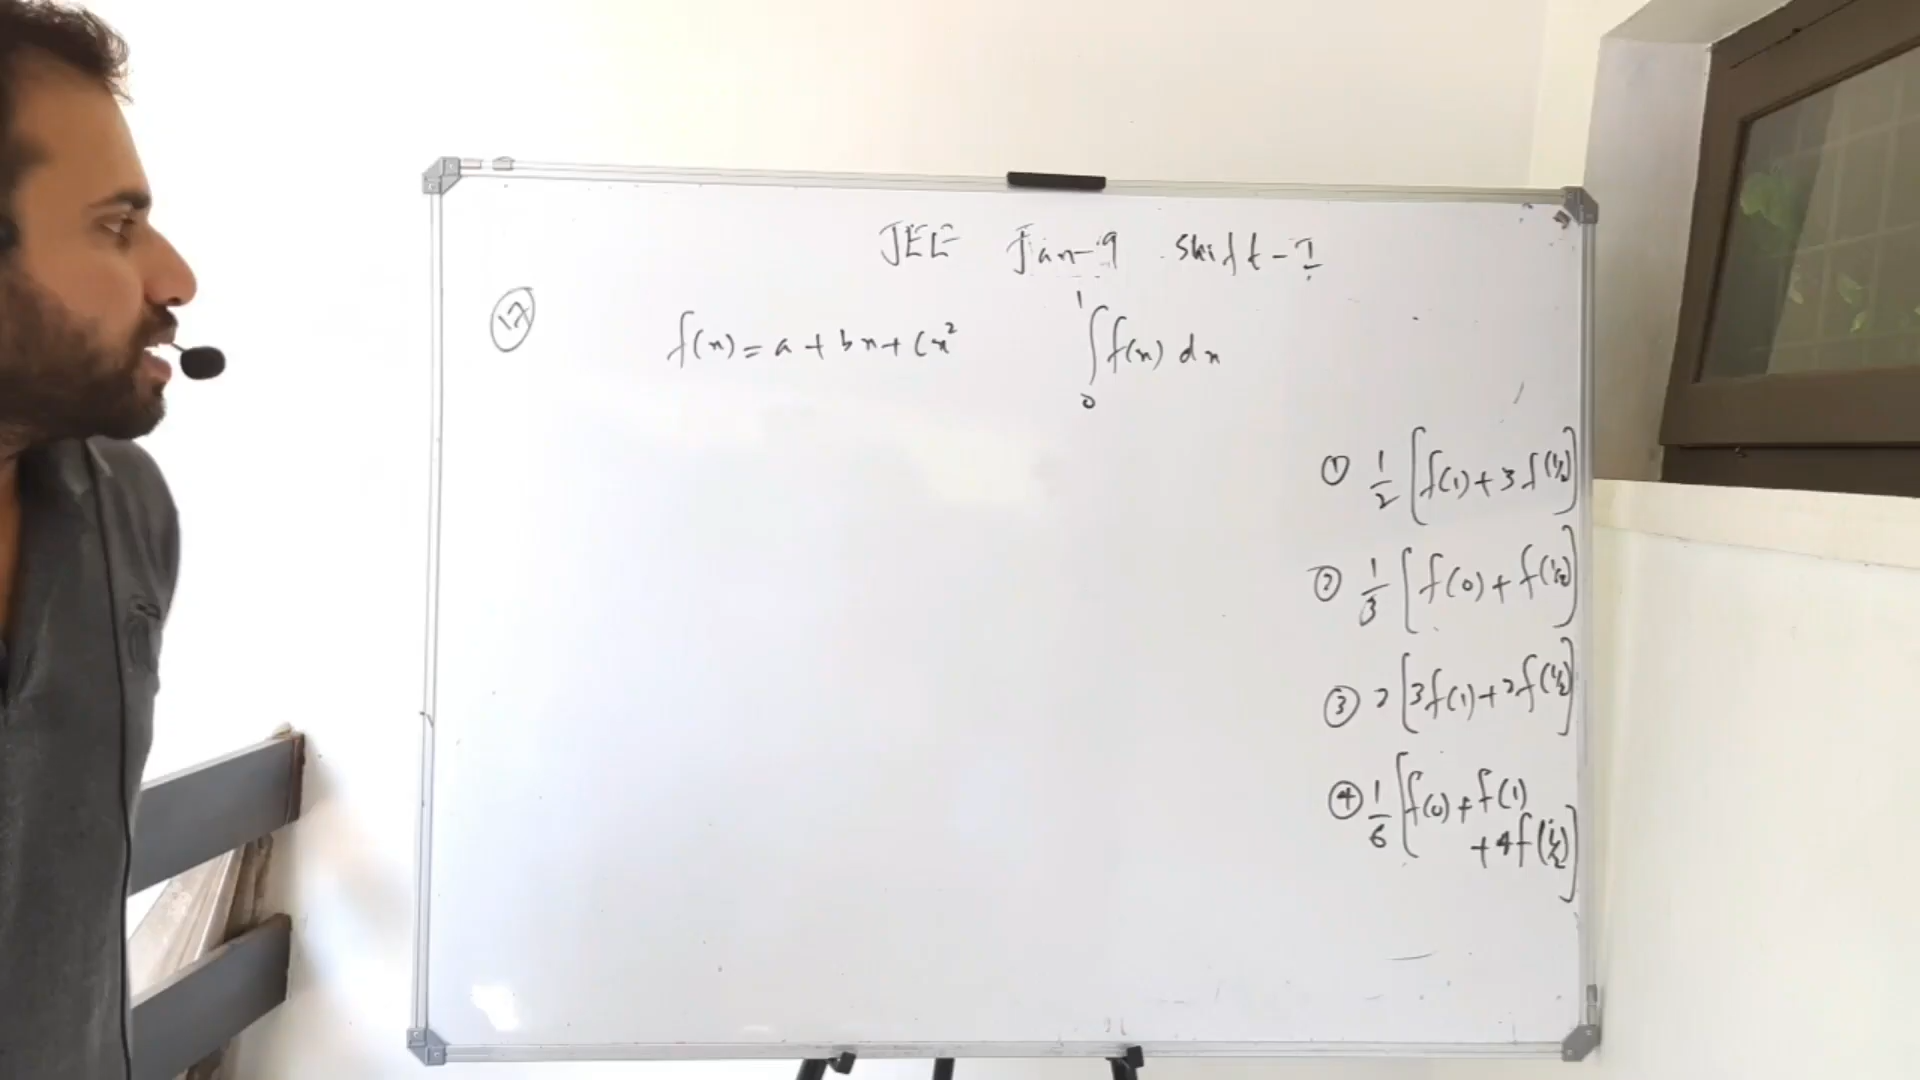 JEE Jan-9 Shift-I
17
f(x) = a + bx + cx²
∫₀¹ f(x) dx
① 1/2 [f(1) + 3f(1/2)]
② 1/3 [f(0) + f(1/2)]
③ 2 [3f(1) + 2f(1/2)]
④ 1/6 [f(0) + f(1)
+ 4f(1/2)]